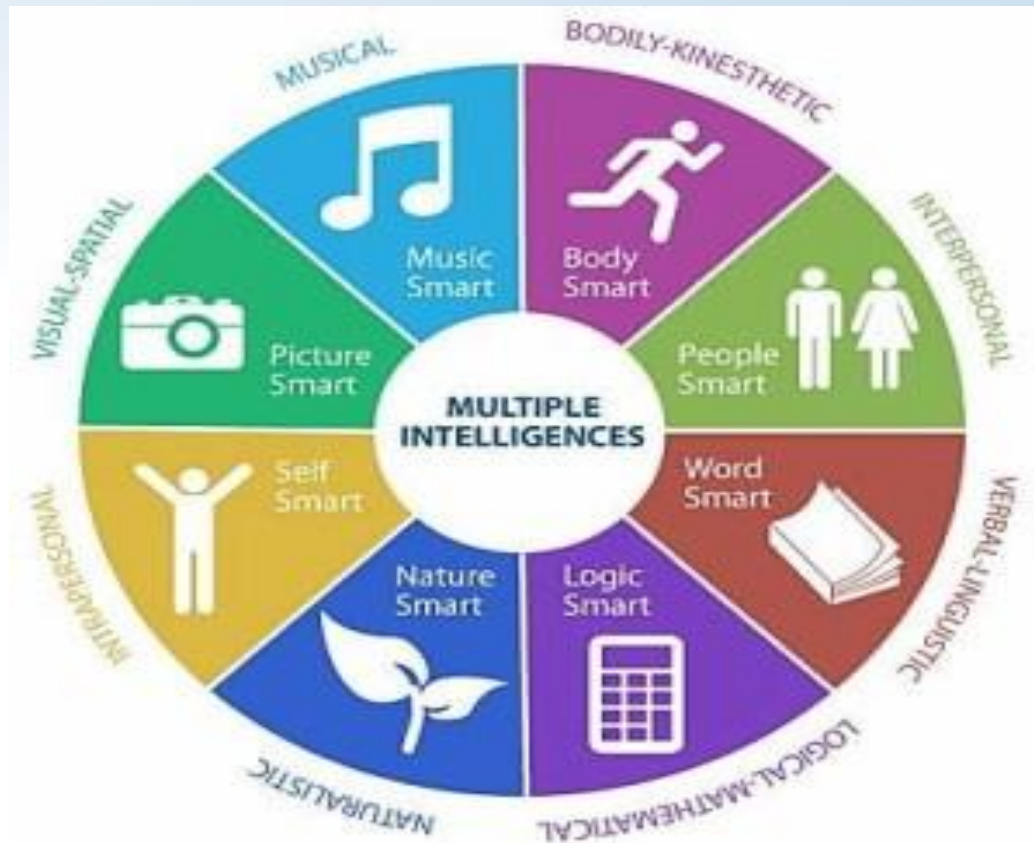 MUSICAL
BODILY-KINESTHETIC
INTERPERSONAL
VERBAL-LINGUISTIC
LOGICAL-MATHEMATICAL
NATURALISTIC
INTRAPERSONAL
VISUAL-SPATIAL
Music
Smart
Body
Smart
People
Smart
Word
Smart
Logic
Smart
Nature
Smart
Self
Smart
Picture
Smart
MULTIPLE
INTELLIGENCES